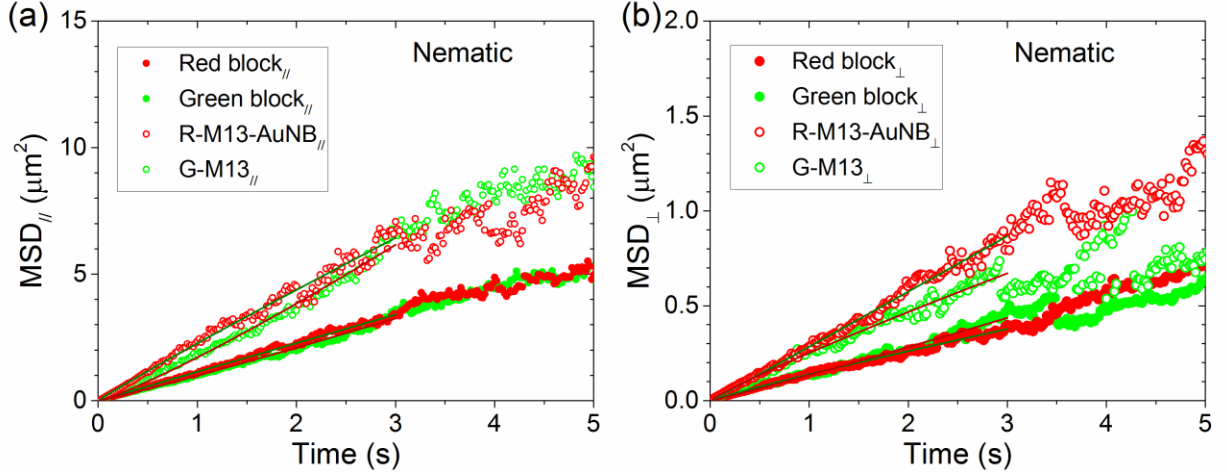 (a)
15
10
5
0
MSD// (μm²)
Nematic
Red block//
Green block//
R-M13-AuNB//
G-M13//
0 1 2 3 4 5
Time (s)
(b)
2.0
1.5
1.0
0.5
0.0
MSD⊥ (μm²)
Nematic
Red block⊥
Green block⊥
R-M13-AuNB⊥
G-M13⊥
0 1 2 3 4 5
Time (s)